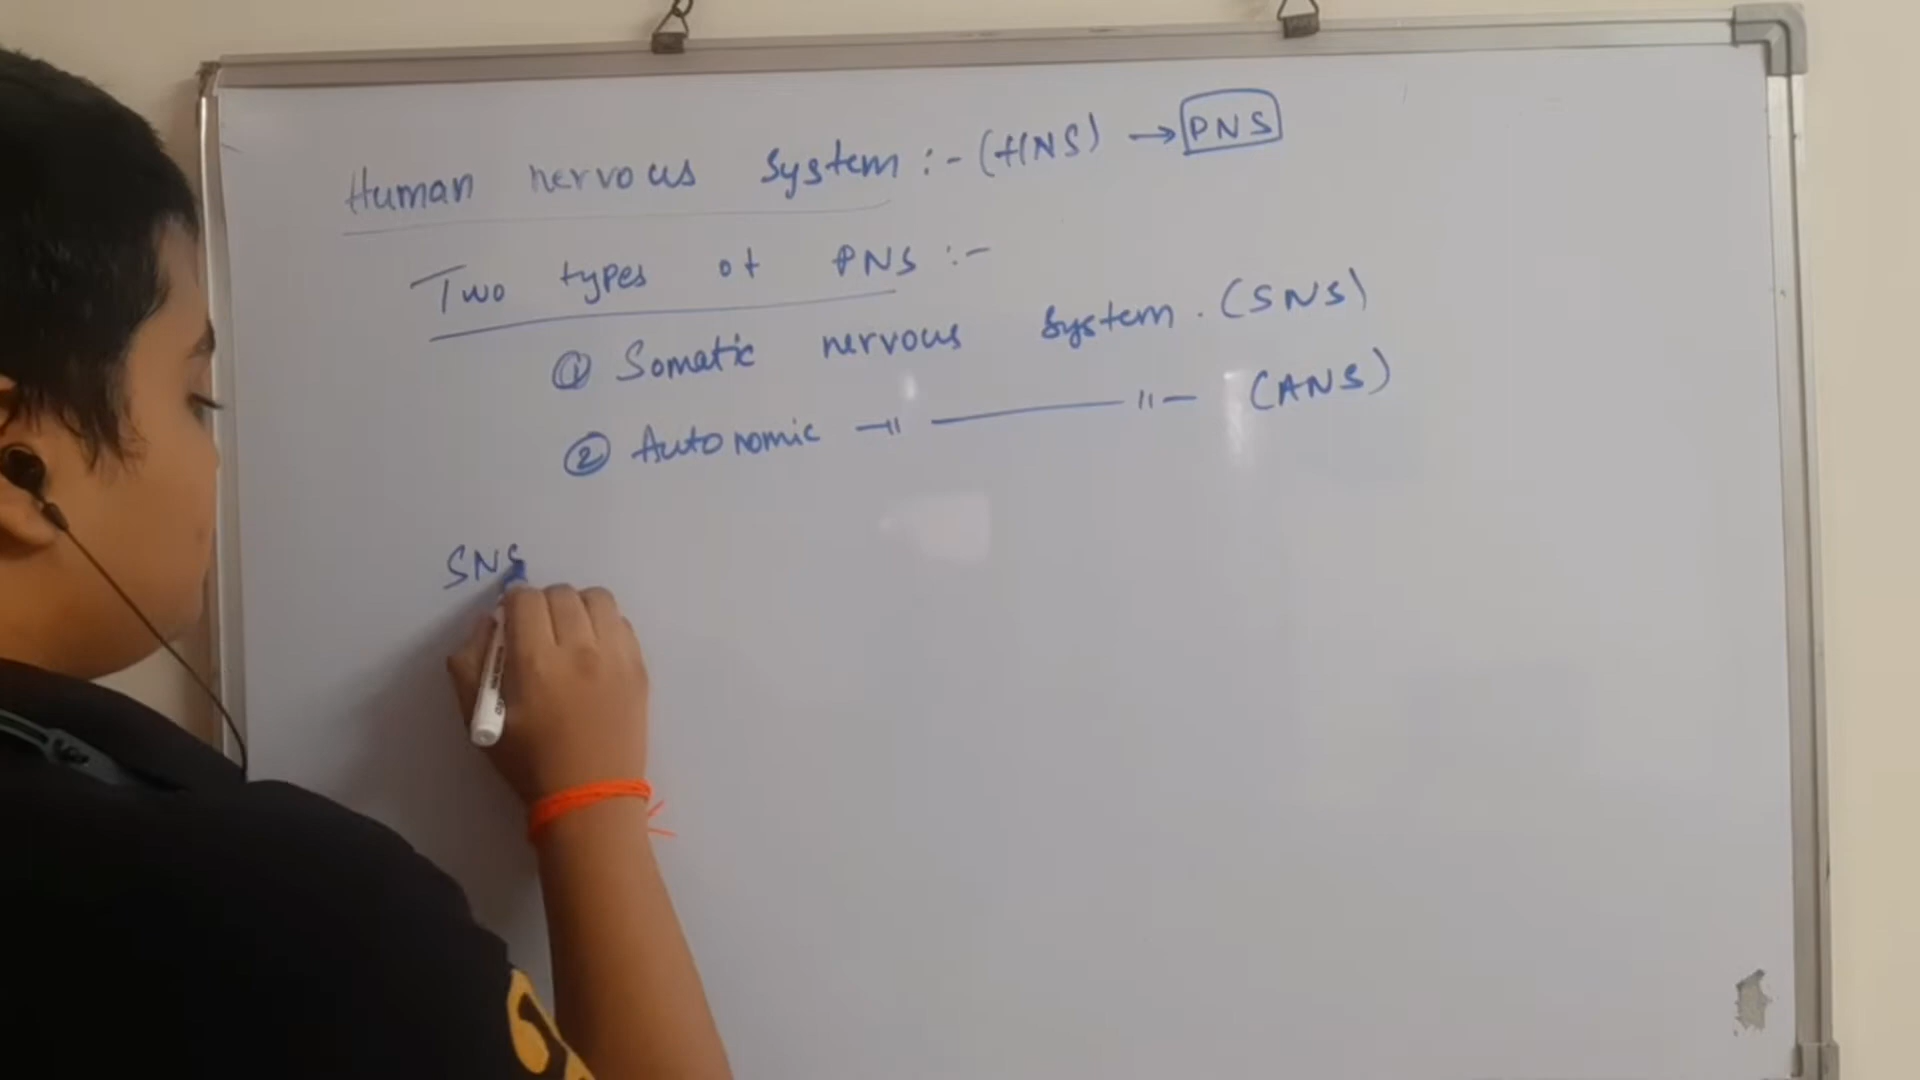 Human nervous System :- (HNS) → PNS
Two types of PNS :-
① Somatic nervous System. (SNS)
② Autonomic —"————"— (ANS)
SNS